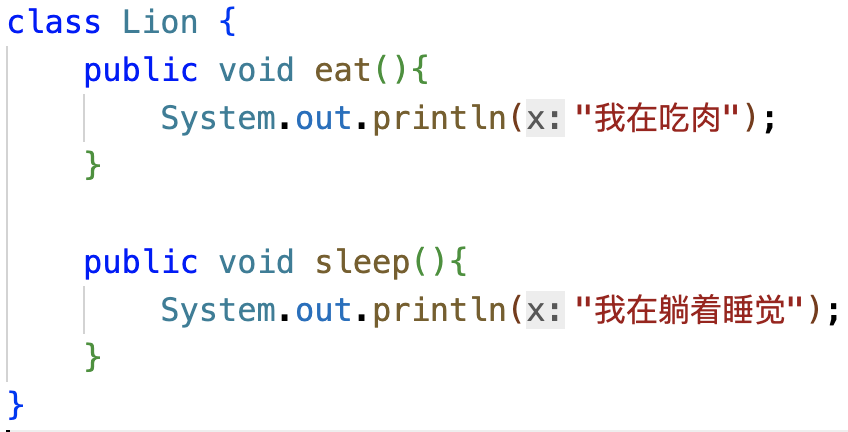 class Lion {
    public void eat(){
        System.out.println(x: "我在吃肉");
    }

    public void sleep(){
        System.out.println(x: "我在躺着睡觉");
    }
}